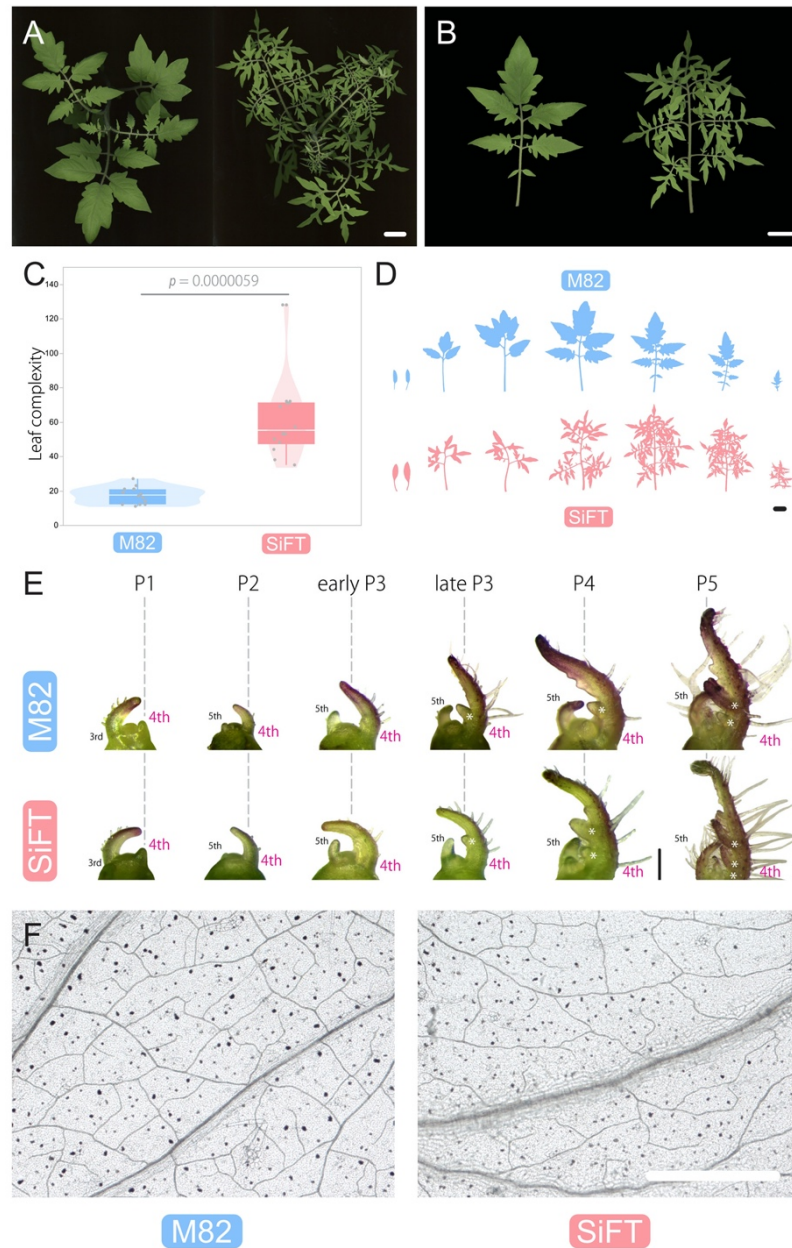 A
B
C
p = 0.0000059
140
120
100
80
60
40
20
0
Leaf complexity
M82
SiFT
D
M82
SiFT
E
P1 P2 early P3 late P3 P4 P5
M82
3rd 4th 5th 4th 5th 4th 5th * 4th 5th * 4th 5th * * 4th
SiFT
3rd 4th 5th 4th 5th 4th 5th * 4th 5th * * 4th 5th * * * 4th
F
M82 SiFT